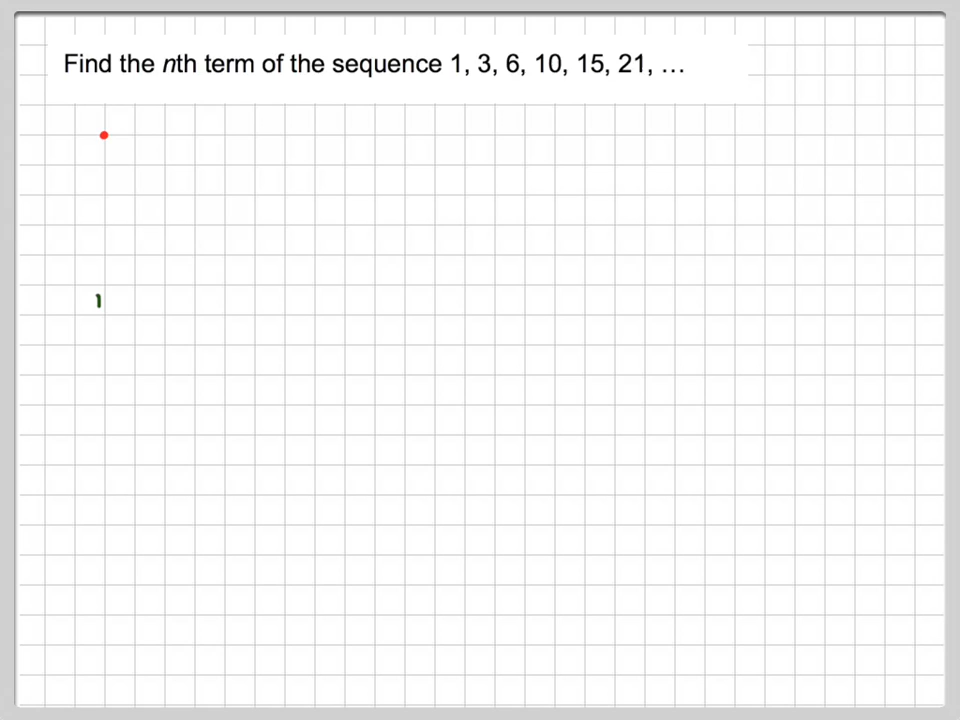 Find the nth term of the sequence 1, 3, 6, 10, 15, 21, …
1